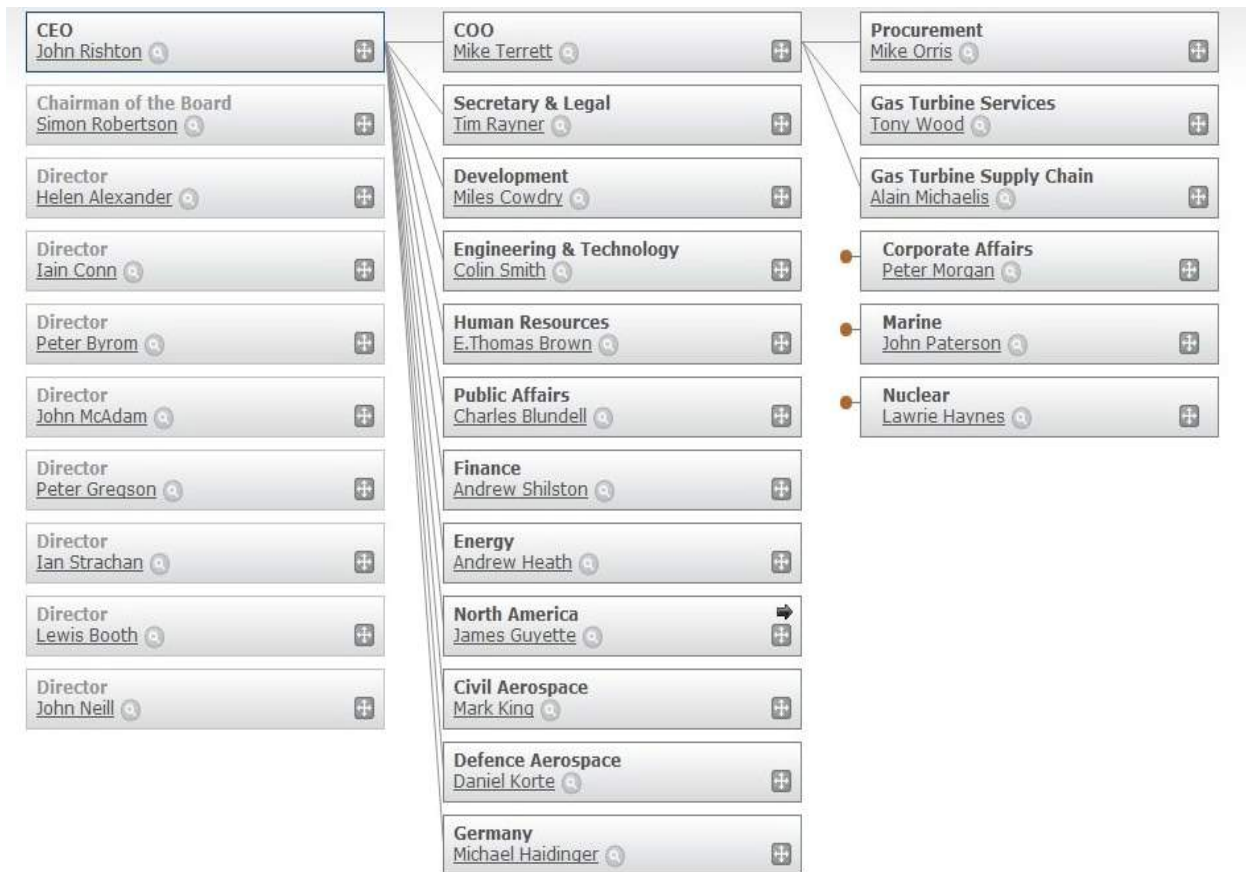 CEO
John Rishton
Chairman of the Board
Simon Robertson
Director
Helen Alexander
Director
Iain Conn
Director
Peter Byrom
Director
John McAdam
Director
Peter Gregson
Director
Ian Strachan
Director
Lewis Booth
Director
John Neill
COO
Mike Terrett
Secretary & Legal
Tim Rayner
Development
Miles Cowdry
Engineering & Technology
Colin Smith
Human Resources
E.Thomas Brown
Public Affairs
Charles Blundell
Finance
Andrew Shilston
Energy
Andrew Heath
North America
James Guyette
Civil Aerospace
Mark King
Defence Aerospace
Daniel Korte
Germany
Michael Haidinger
Procurement
Mike Orris
Gas Turbine Services
Tony Wood
Gas Turbine Supply Chain
Alain Michaelis
Corporate Affairs
Peter Morgan
Marine
John Paterson
Nuclear
Lawrie Haynes